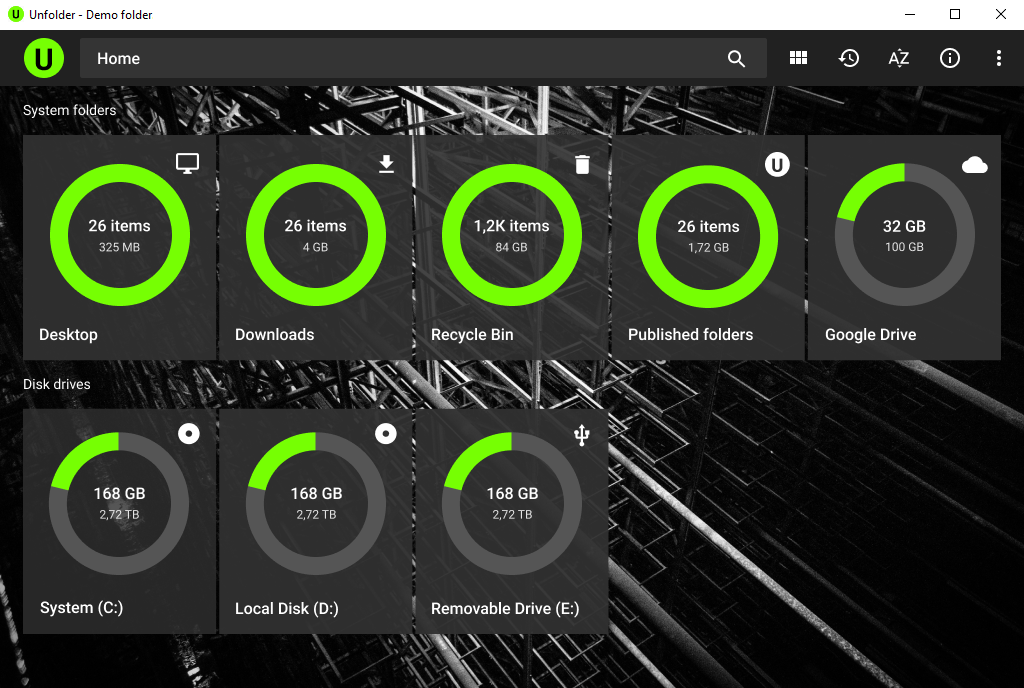 U Unfolder - Demo folder
U
Home
AZ
System folders
26 items
325 MB
Desktop
26 items
4 GB
Downloads
1,2K items
84 GB
Recycle Bin
U
26 items
1,72 GB
Published folders
32 GB
100 GB
Google Drive
Disk drives
168 GB
2,72 TB
System (C:)
168 GB
2,72 TB
Local Disk (D:)
168 GB
2,72 TB
Removable Drive (E:)